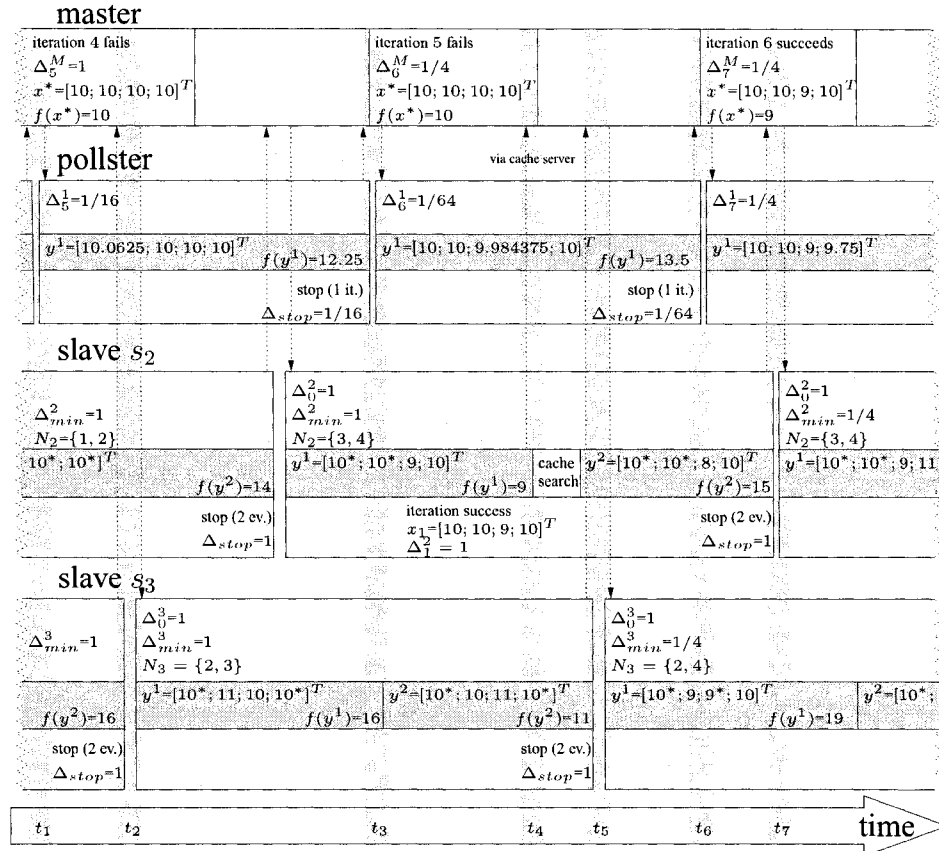 master
iteration 4 fails
Δ_5^M=1
x*=[10; 10; 10; 10]^T
f(x*)=10
iteration 5 fails
Δ_6^M=1/4
x*=[10; 10; 10; 10]^T
f(x*)=10
iteration 6 succeeds
Δ_7^M=1/4
x*=[10; 10; 9; 10]^T
f(x*)=9
via cache server
pollster
Δ_5^1=1/16
y^1=[10.0625; 10; 10; 10]^T
f(y^1)=12.25
stop (1 it.)
Δ_stop=1/16
Δ_6^1=1/64
y^1=[10; 10; 9.984375; 10]^T
f(y^1)=13.5
stop (1 it.)
Δ_stop=1/64
Δ_7^1=1/4
y^1=[10; 10; 9; 9.75]^T
slave s_2
Δ_min^2=1
N_2={1, 2}
10*; 10*]^T
f(y^2)=14
stop (2 ev.)
Δ_stop=1
Δ_0^2=1
Δ_min^2=1
N_2={3, 4}
y^1=[10*; 10*; 9; 10]^T
f(y^1)=9
cache
search
y^2=[10*; 10*; 8; 10]^T
f(y^2)=15
iteration success
x_1=[10; 10; 9; 10]^T
Δ_1^2 = 1
stop (2 ev.)
Δ_stop=1
Δ_0^2=1
Δ_min^2=1/4
N_2={3, 4}
y^1=[10*; 10*; 9; 11
slave s_3
Δ_min^3=1
f(y^2)=16
stop (2 ev.)
Δ_stop=1
Δ_0^3=1
Δ_min^3=1
N_3 = {2, 3}
y^1=[10*; 11; 10; 10*]^T
f(y^1)=16
y^2=[10*; 10; 11; 10*]^T
f(y^2)=11
stop (2 ev.)
Δ_stop=1
Δ_0^3=1
Δ_min^3=1/4
N_3 = {2, 4}
y^1=[10*; 9; 9*; 10]^T
f(y^1)=19
y^2=[10*;
t_1 t_2 t_3 t_4 t_5 t_6 t_7 time